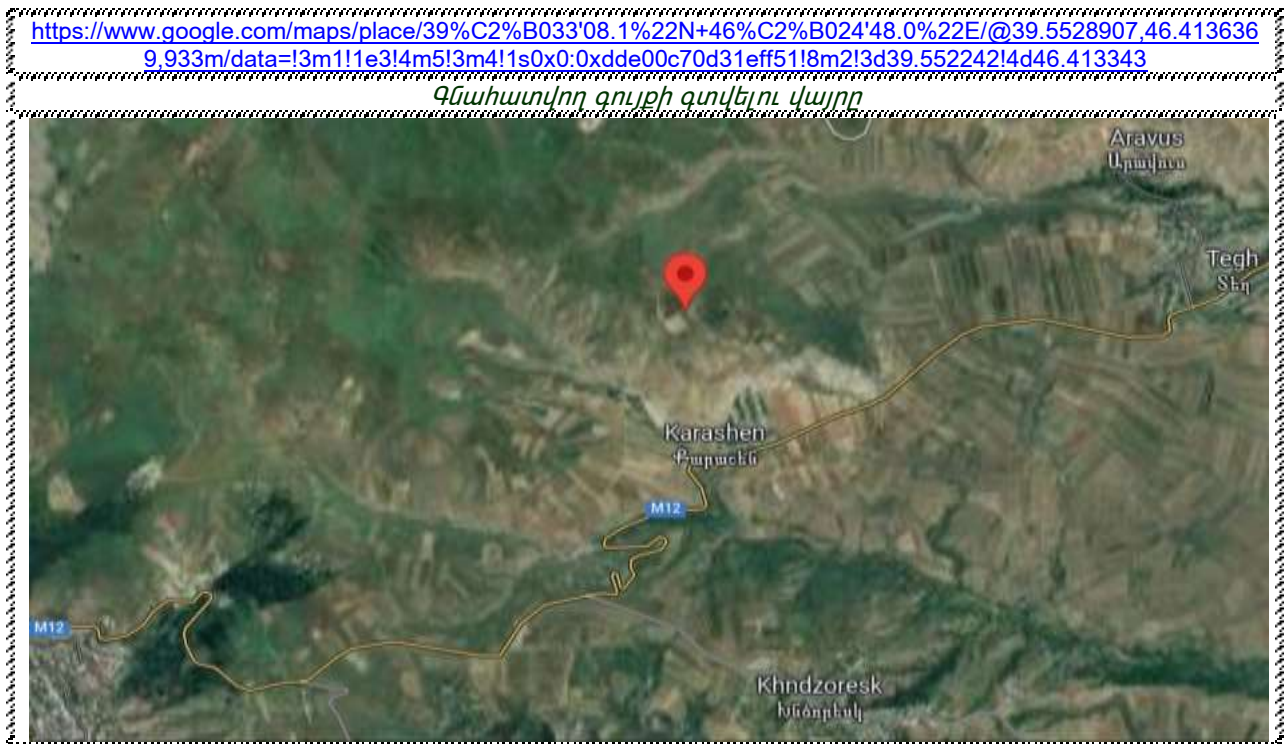 https://www.google.com/maps/place/39%C2%B033'08.1%22N+46%C2%B024'48.0%22E/@39.5528907,46.413636
9,933m/data=!3m1!1e3!4m5!3m4!1s0x0:0xdde00c70d31eff51!8m2!3d39.552242!4d46.413343
Գնահատվող գույքի գտվելու վայրը
Aravus
Արավուս
Tegh
Տեղ
Karashen
Քարաշեն
M12
M12
Khndzoresk
Խնձորեսկ